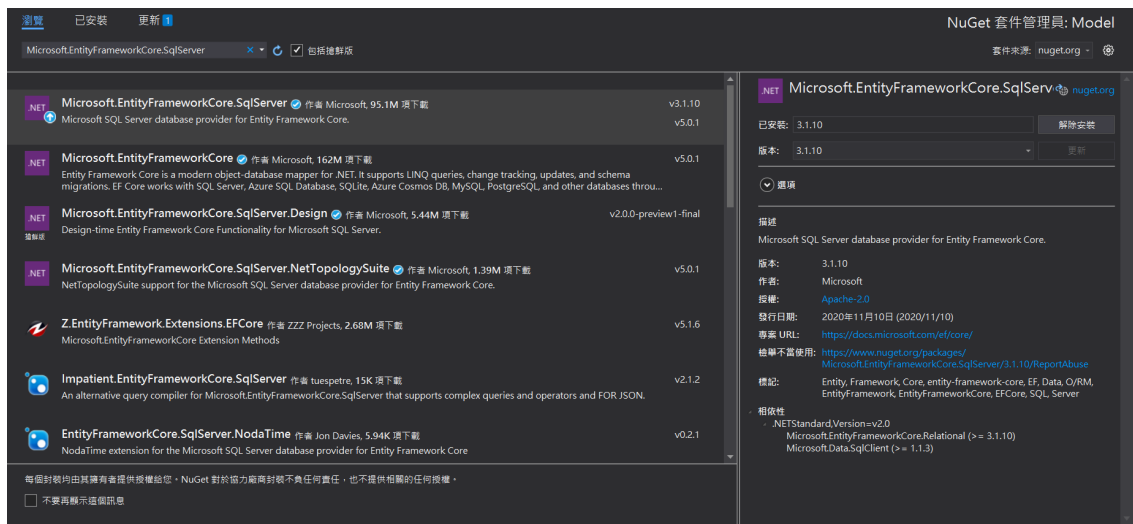 瀏覽 已安裝 更新 1
NuGet 套件管理員: Model
Microsoft.EntityFrameworkCore.SqlServer
包括搶鮮版
套件來源: nuget.org
.NET
Microsoft.EntityFrameworkCore.SqlServer 作者 Microsoft, 95.1M 項下載
v3.1.10
Microsoft SQL Server database provider for Entity Framework Core.
v5.0.1
.NET
Microsoft.EntityFrameworkCore 作者 Microsoft, 162M 項下載
v5.0.1
Entity Framework Core is a modern object-database mapper for .NET. It supports LINQ queries, change tracking, updates, and schema
migrations. EF Core works with SQL Server, Azure SQL Database, SQLite, Azure Cosmos DB, MySQL, PostgreSQL, and other databases throu...
.NET
搶鮮版
Microsoft.EntityFrameworkCore.SqlServer.Design 作者 Microsoft, 5.44M 項下載
v2.0.0-preview1-final
Design-time Entity Framework Core Functionality for Microsoft SQL Server.
.NET
Microsoft.EntityFrameworkCore.SqlServer.NetTopologySuite 作者 Microsoft, 1.39M 項下載
v5.0.1
NetTopologySuite support for the Microsoft SQL Server database provider for Entity Framework Core.
Z.EntityFramework.Extensions.EFCore 作者 ZZZ Projects, 2.68M 項下載
v5.1.6
Microsoft.EntityFrameworkCore Extension Methods
Impatient.EntityFrameworkCore.SqlServer 作者 tuespetre, 15K 項下載
v2.1.2
An alternative query compiler for Microsoft.EntityFrameworkCore.SqlServer that supports complex queries and operators and FOR JSON.
EntityFrameworkCore.SqlServer.NodaTime 作者 Jon Davies, 5.94K 項下載
v0.2.1
NodaTime extension for the Microsoft SQL Server database provider for Entity Framework Core
每個封裝均由其擁有者提供授權給您。NuGet 對於協力廠商封裝不負任何責任，也不提供相關的任何授權。
不要再顯示這個訊息
.NET
Microsoft.EntityFrameworkCore.SqlServ
nuget.org
已安裝: 3.1.10 解除安裝
版本: 3.1.10 更新
選項
描述
Microsoft SQL Server database provider for Entity Framework Core.
版本: 3.1.10
作者: Microsoft
授權: Apache-2.0
發行日期: 2020年11月10日 (2020/11/10)
專案 URL: https://docs.microsoft.com/ef/core/
檢舉不當使用: https://www.nuget.org/packages/
Microsoft.EntityFrameworkCore.SqlServer/3.1.10/ReportAbuse
標記: Entity, Framework, Core, entity-framework-core, EF, Data, O/RM,
EntityFramework, EntityFrameworkCore, EFCore, SQL, Server
相依性
.NETStandard,Version=v2.0
Microsoft.EntityFrameworkCore.Relational (>= 3.1.10)
Microsoft.Data.SqlClient (>= 1.1.3)